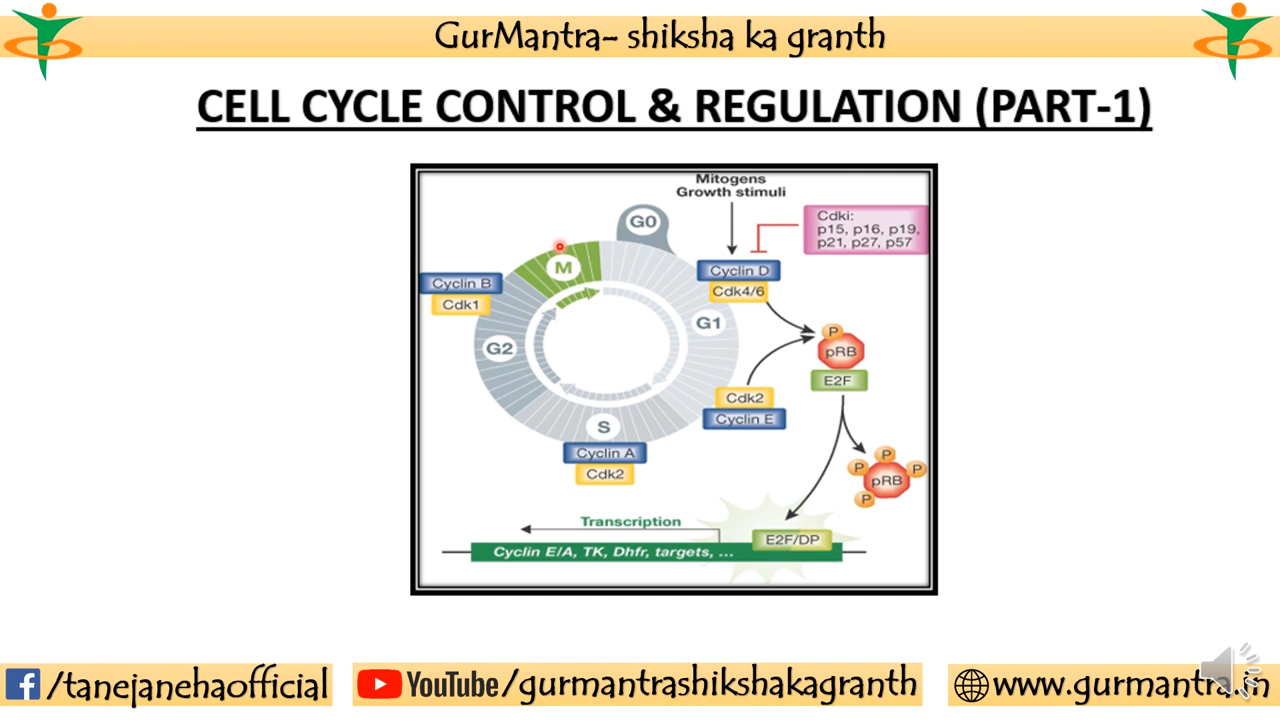 GurMantra- shiksha ka granth
CELL CYCLE CONTROL & REGULATION (PART-1)
Mitogens
Growth stimuli
Cdki:
p15, p16, p19,
p21, p27, p57
G0
M
Cyclin D
Cdk4/6
Cyclin B
Cdk1
G1
P
pRB
E2F
G2
Cdk2
Cyclin E
S
Cyclin A
Cdk2
P
P
P
pRB
P
Transcription
E2F/DP
Cyclin E/A, TK, Dhfr, targets, ...
/tanejanehaofficial
YouTube/gurmantrashikshakagranth
www.gurmantra.in